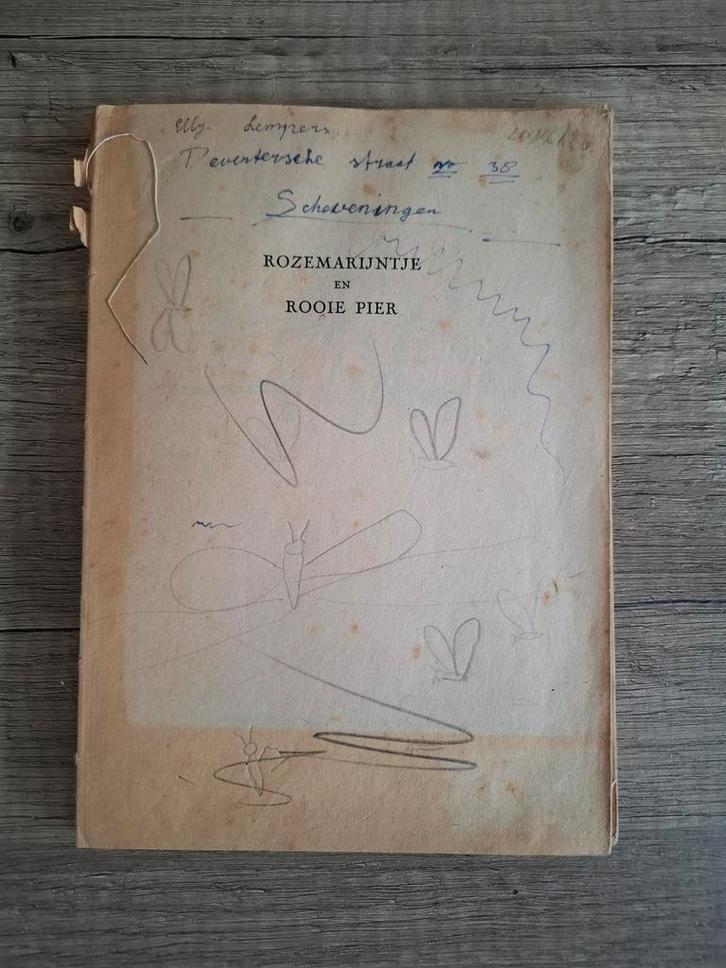 Elly. Lempers
Deventersche straat no 38
Scheveningen
ROZEMARIJNTJE
EN
ROOIE PIER